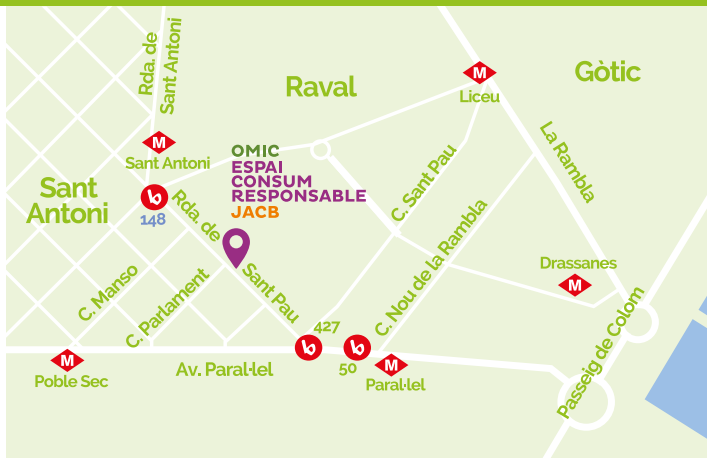 Rda. de
Sant Antoni
Raval
Gòtic
M
Liceu
La Rambla
M
Sant Antoni
OMIC
ESPAI
CONSUM
RESPONSABLE
JACB
Sant
Antoni
b
148
Rda. de
Sant Pau
C. Sant Pau
C. Nou de la Rambla
Drassanes
M
C. Manso
C. Parlament
Passeig de Colom
427
b
b
50
M
Poble Sec
Av. Paral·lel
M
Paral·lel